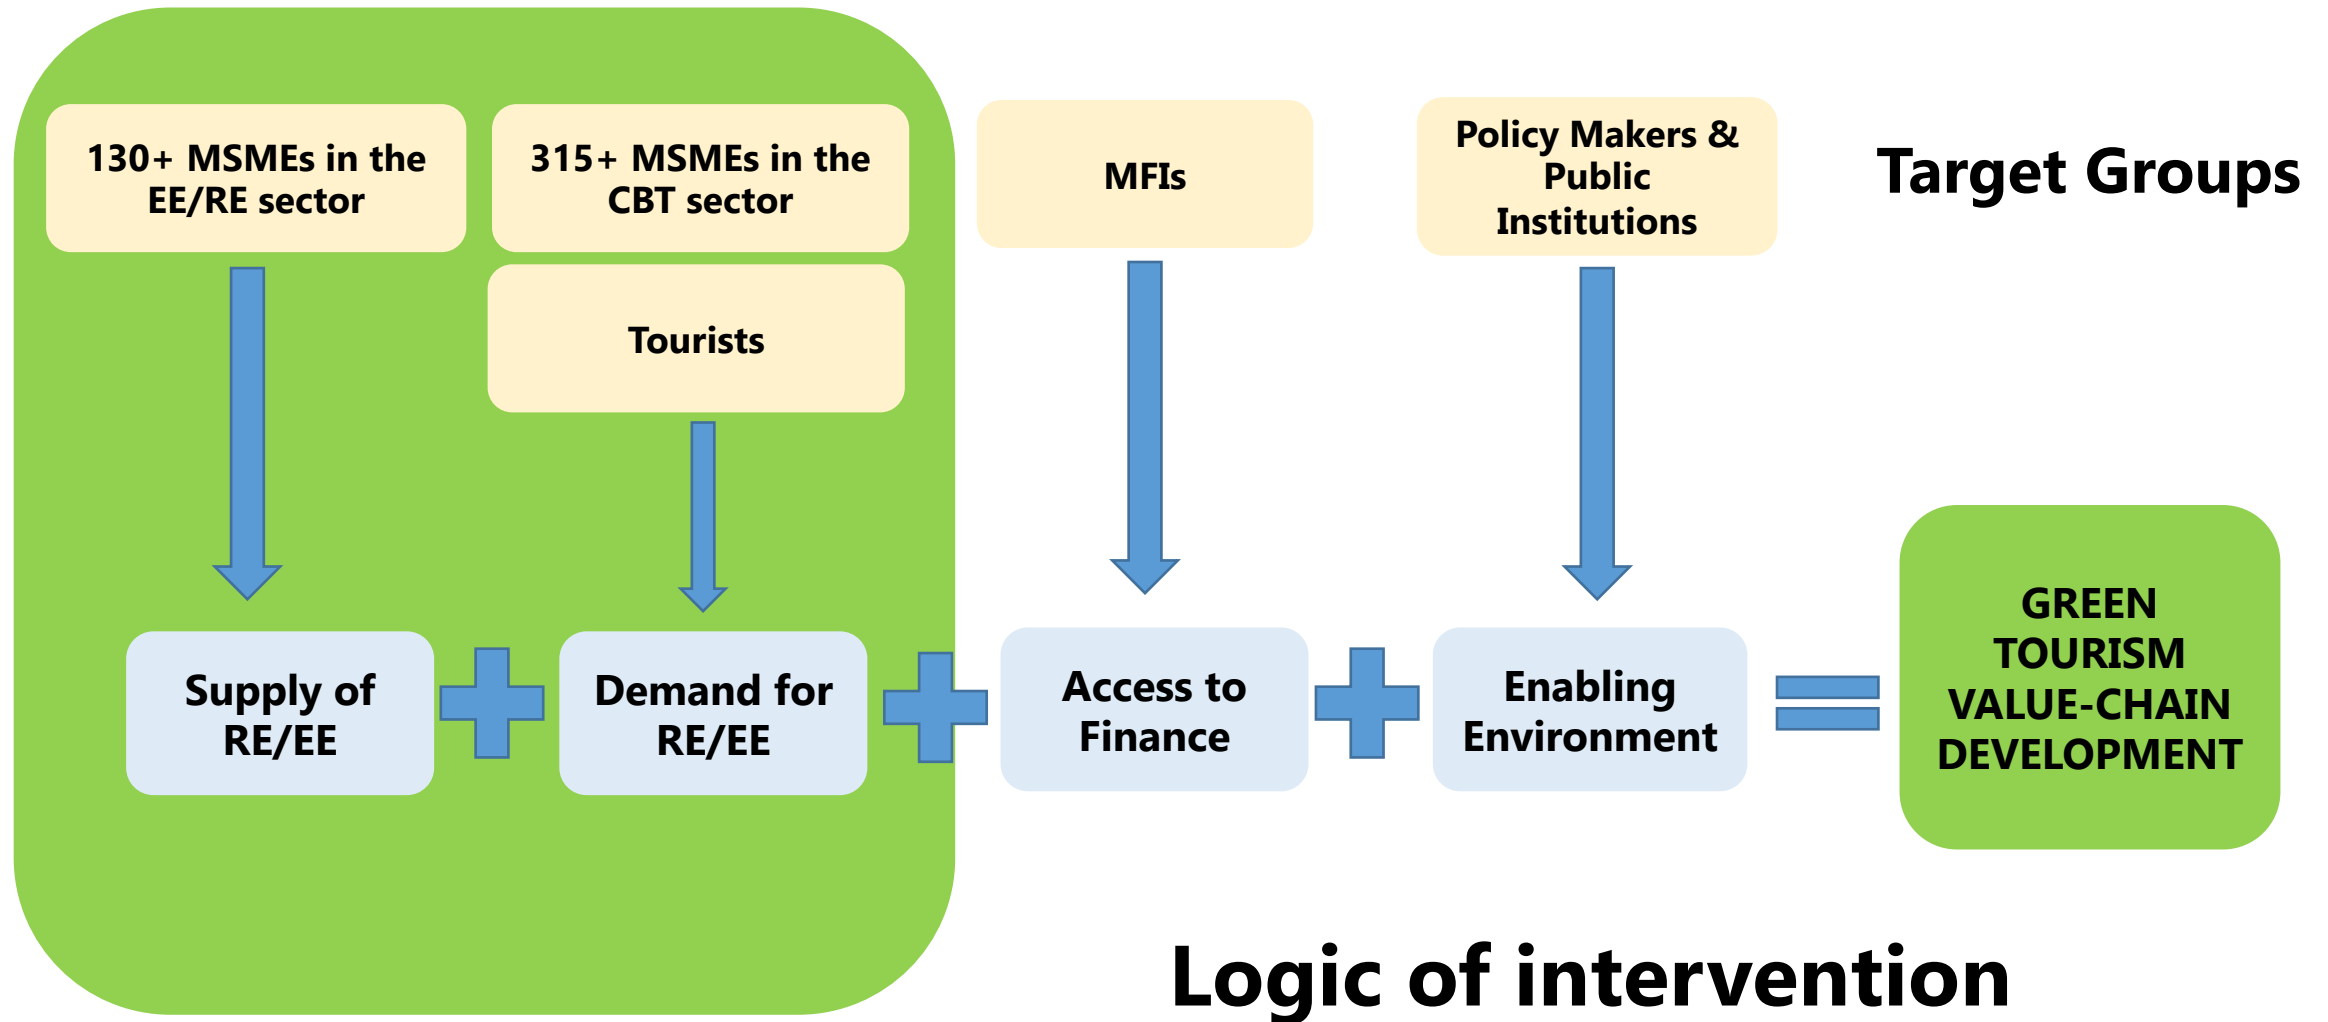 130+ MSMEs in the
EE/RE sector
315+ MSMEs in the
CBT sector
MFIs
Policy Makers &
Public
Institutions
Target Groups
Tourists
Supply of
RE/EE
Demand for
RE/EE
Access to
Finance
Enabling
Environment
GREEN
TOURISM
VALUE-CHAIN
DEVELOPMENT
Logic of intervention